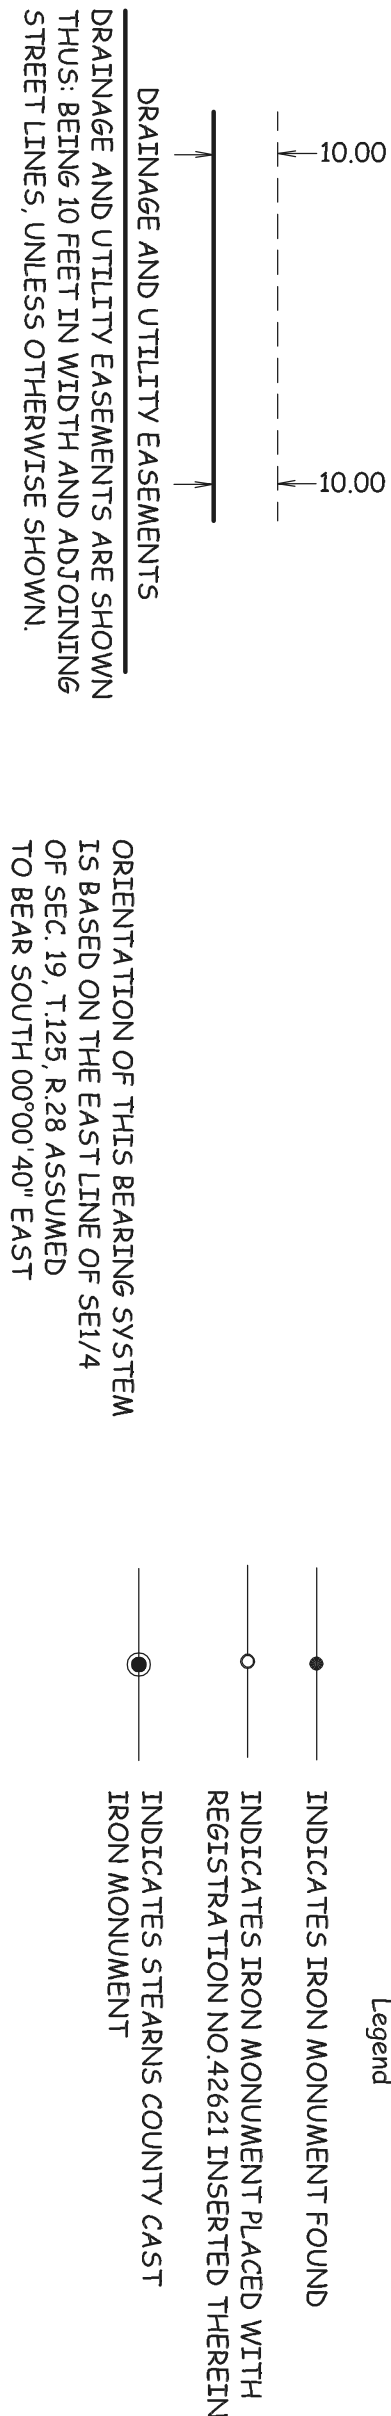 10.00
10.00
DRAINAGE AND UTILITY EASEMENTS
DRAINAGE AND UTILITY EASEMENTS ARE SHOWN
THUS: BEING 10 FEET IN WIDTH AND ADJOINING
STREET LINES, UNLESS OTHERWISE SHOWN.
ORIENTATION OF THIS BEARING SYSTEM
IS BASED ON THE EAST LINE OF SE1/4
OF SEC. 19, T.125, R.28 ASSUMED
TO BEAR SOUTH 00°00'40" EAST
Legend
INDICATES IRON MONUMENT FOUND
INDICATES IRON MONUMENT PLACED WITH
REGISTRATION NO.42621 INSERTED THEREIN
INDICATES STEARNS COUNTY CAST
IRON MONUMENT